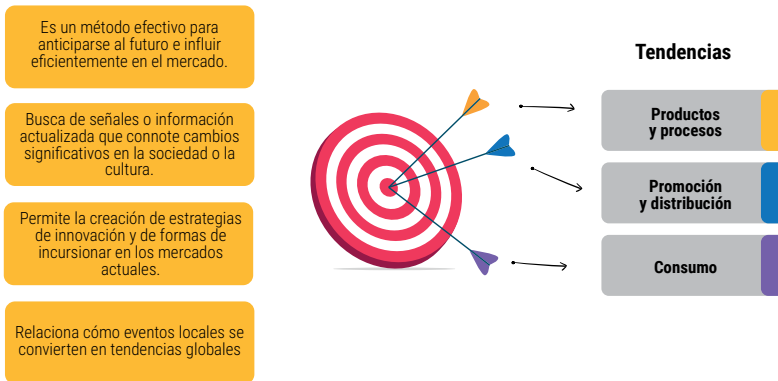 Es un método efectivo para
anticiparse al futuro e influir
eficientemente en el mercado.
Busca de señales o información
actualizada que connote cambios
significativos en la sociedad o la
cultura.
Permite la creación de estrategias
de innovación y de formas de
incursionar en los mercados
actuales.
Relaciona cómo eventos locales se
convierten en tendencias globales
Tendencias
Productos
y procesos
Promoción
y distribución
Consumo